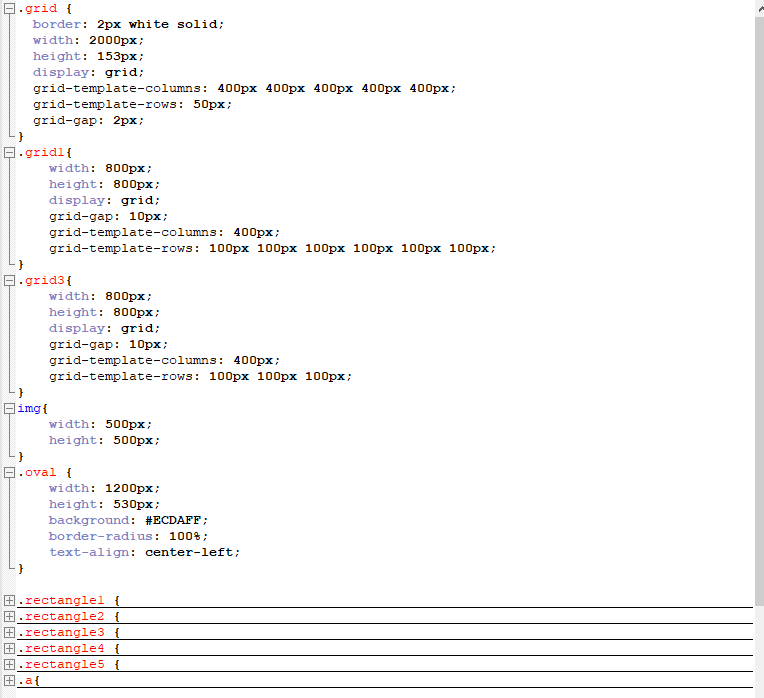 .grid {
border: 2px white solid;
width: 2000px;
height: 153px;
display: grid;
grid-template-columns: 400px 400px 400px 400px 400px;
grid-template-rows: 50px;
grid-gap: 2px;
}
.grid1{
width: 800px;
height: 800px;
display: grid;
grid-gap: 10px;
grid-template-columns: 400px;
grid-template-rows: 100px 100px 100px 100px 100px 100px;
}
.grid3{
width: 800px;
height: 800px;
display: grid;
grid-gap: 10px;
grid-template-columns: 400px;
grid-template-rows: 100px 100px 100px;
}
img{
width: 500px;
height: 500px;
}
.oval {
width: 1200px;
height: 530px;
background: #ECDAFF;
border-radius: 100%;
text-align: center-left;
}
.rectangle1 {
.rectangle2 {
.rectangle3 {
.rectangle4 {
.rectangle5 {
.a{